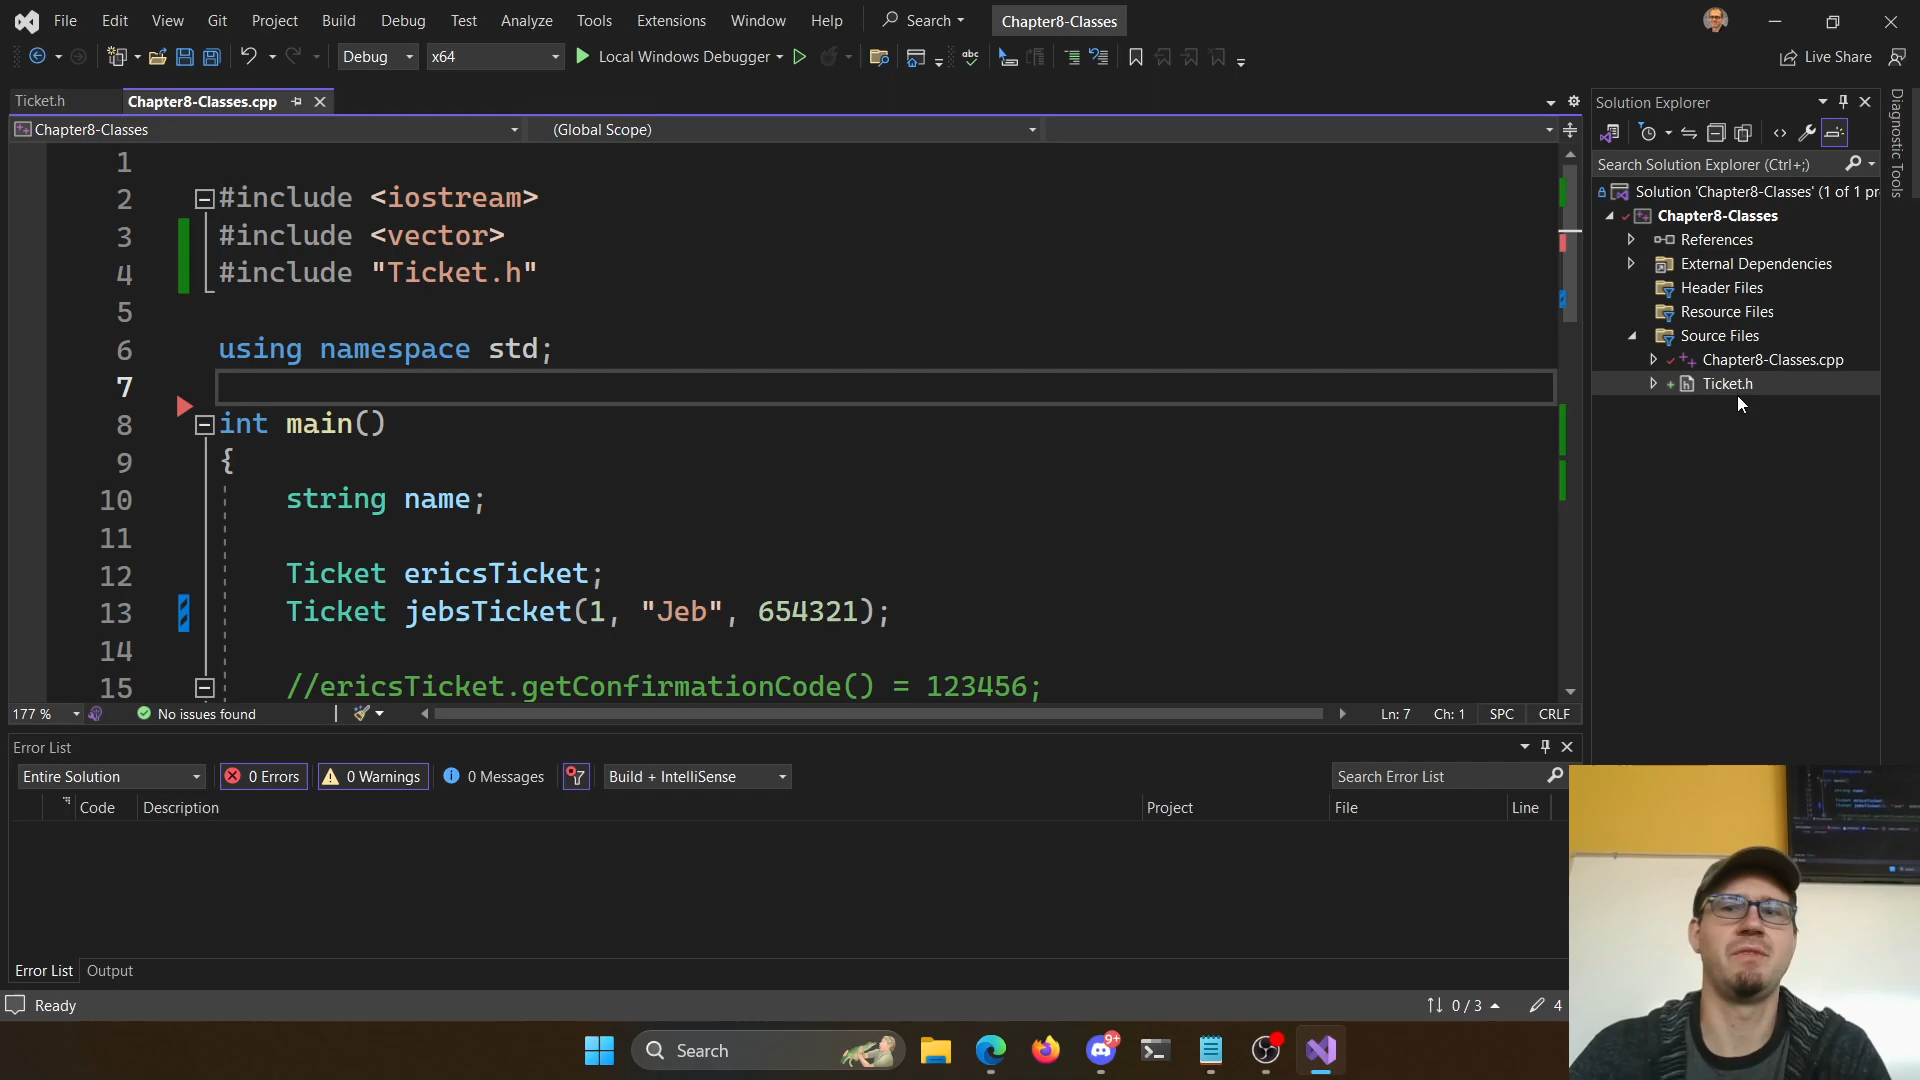 File Edit View Git Project Build Debug Test Analyze Tools Extensions Window Help Search Chapter8-Classes
Debug x64 Local Windows Debugger abc Live Share
Ticket.h Chapter8-Classes.cpp
Chapter8-Classes (Global Scope)
1
2 #include <iostream>
3 #include <vector>
4 #include "Ticket.h"
5
6 using namespace std;
7
8 int main()
9 {
10 string name;
11
12 Ticket ericsTicket;
13 Ticket jebsTicket(1, "Jeb", 654321);
14
15 //ericsTicket.getConfirmationCode() = 123456;
177 % No issues found Ln: 7 Ch: 1 SPC CRLF
Error List
Entire Solution 0 Errors 0 Warnings 0 Messages Build + IntelliSense Search Error List
Code Description Project File Line
Error List Output
Ready 0 / 3 4
Search 9+
Solution Explorer
Search Solution Explorer (Ctrl+;)
Solution 'Chapter8-Classes' (1 of 1 pr
Chapter8-Classes
References
External Dependencies
Header Files
Resource Files
Source Files
Chapter8-Classes.cpp
Ticket.h
Diagnostic Tools